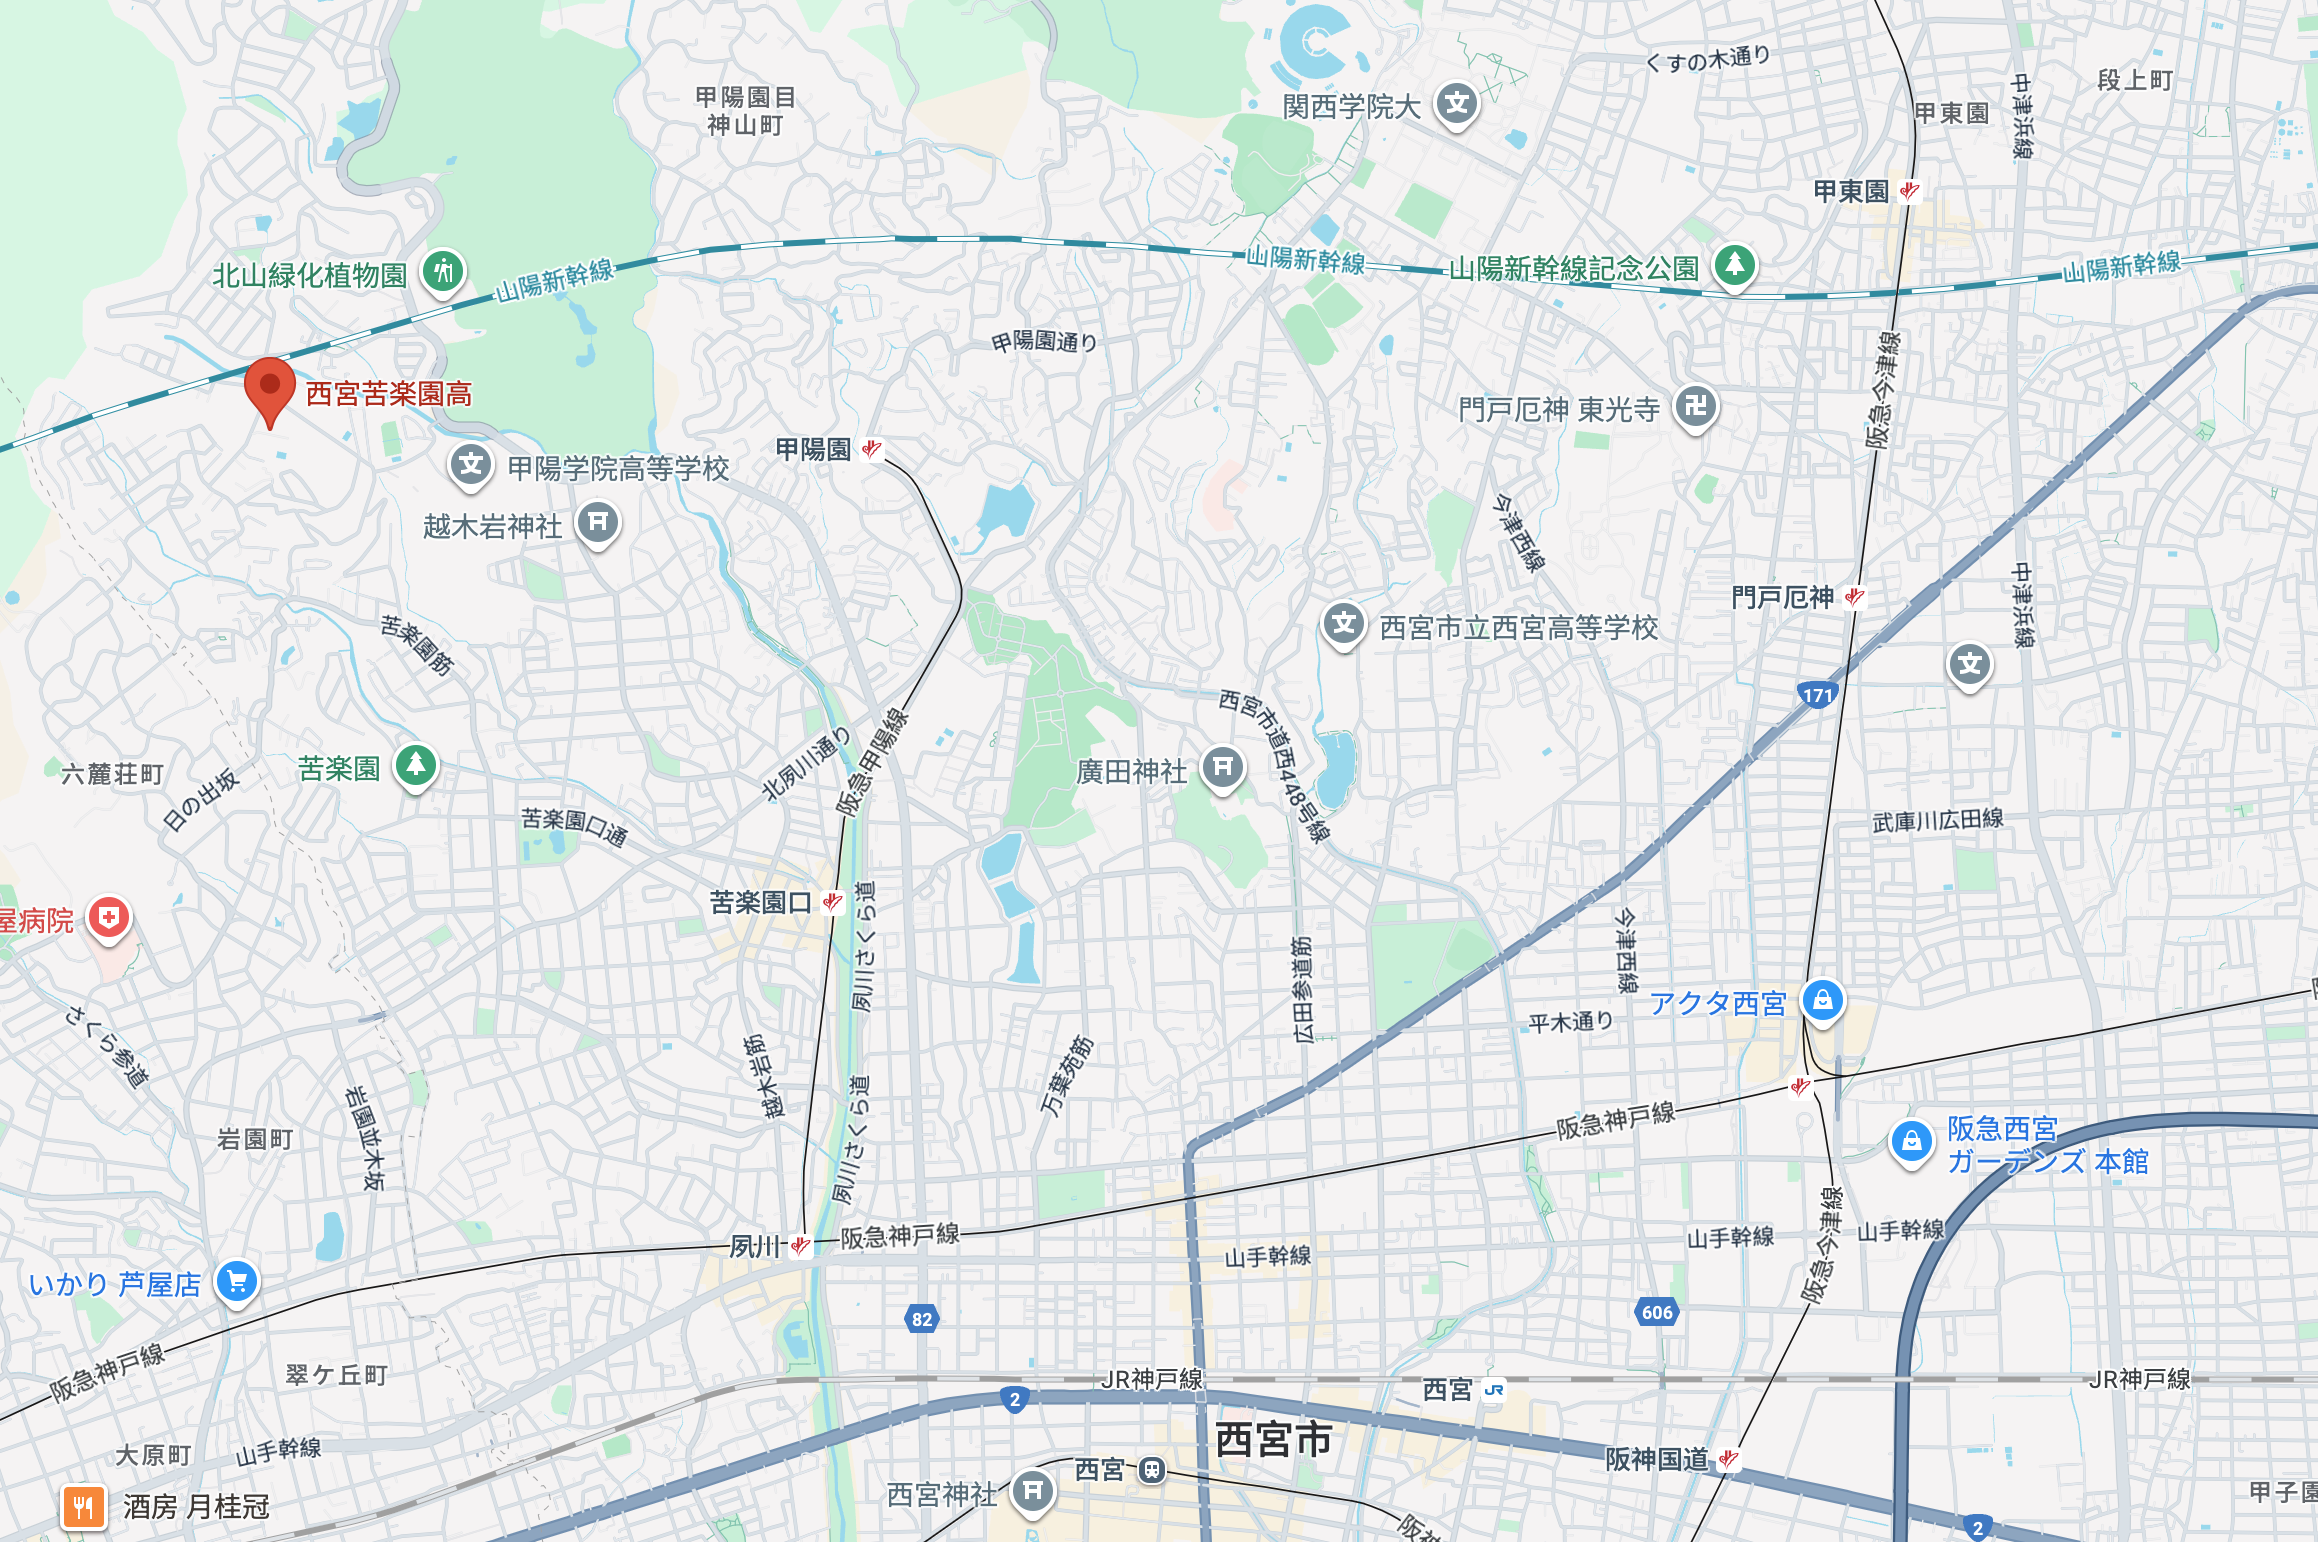 くすの木通り
段上町
甲陽園目
神山町
関西学院大
甲東園
中津浜線
甲東園
北山緑化植物園
山陽新幹線
山陽新幹線
山陽新幹線記念公園
山陽新幹線
甲陽園通り
阪急今津線
西宮苦楽園高
門戸厄神 東光寺
甲陽園
甲陽学院高等学校
越木岩神社
今津西線
門戸厄神
中津浜線
苦楽園筋
西宮市立西宮高等学校
171
西宮市道西448号線
北夙川通り
阪急甲陽線
六麓荘町
日の出坂
苦楽園
廣田神社
苦楽園口通
武庫川広田線
苦楽園口
屋病院
夙川さくら道
広田参道筋
今津西線
アクタ西宮
平木通り
さくら参道
越木岩筋
万葉苑筋
岩園町
岩園並木坂
夙川さくら道
阪急神戸線
阪急西宮
ガーデンズ 本館
夙川
阪急神戸線
山手幹線
山手幹線
阪急今津線
山手幹線
いかり 芦屋店
82
606
阪急神戸線
翠ケ丘町
JR神戸線
西宮
JR
JR神戸線
2
西宮市
大原町
山手幹線
西宮
阪神国道
西宮神社
酒房 月桂冠
阪神
2
甲子園